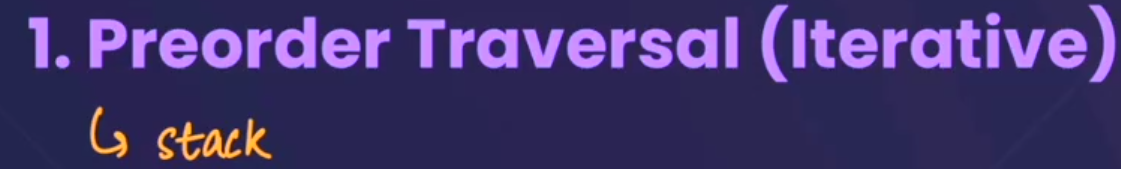 1. Preorder Traversal (Iterative)
↳ stack